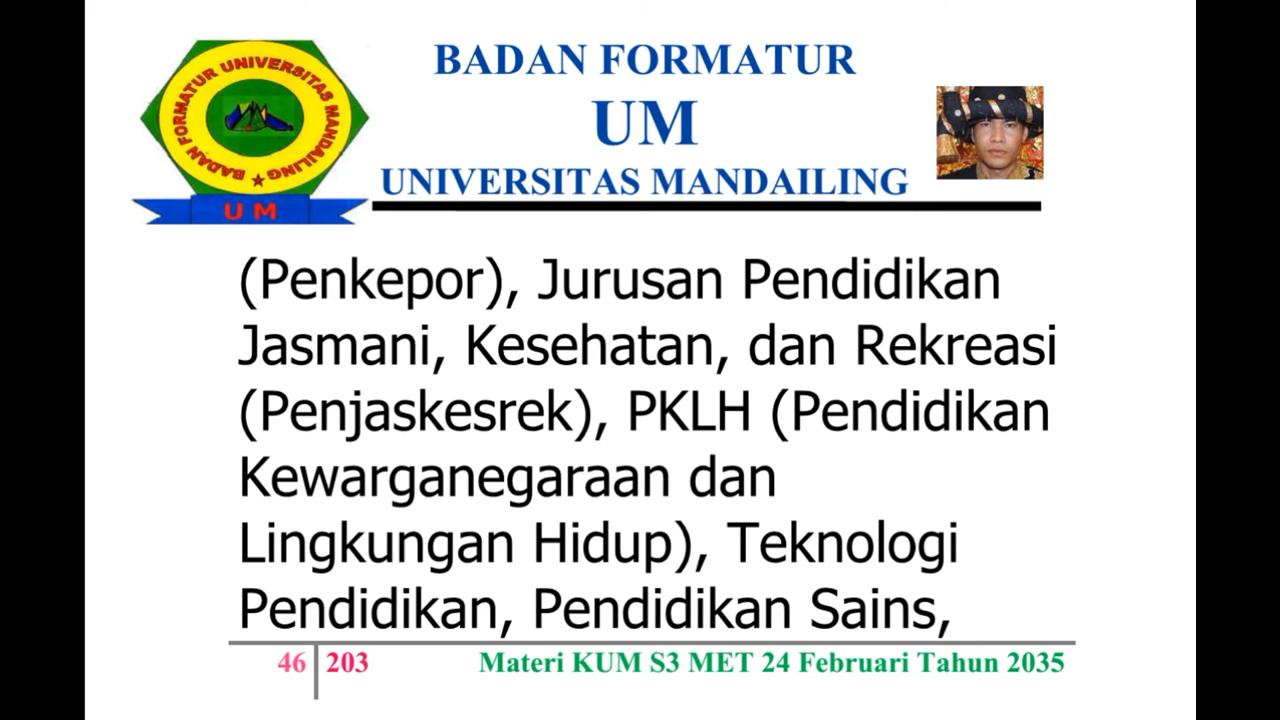 BADAN FORMATUR UNIVERSITAS MANDAILING
U M
BADAN FORMATUR
UM
UNIVERSITAS MANDAILING
(Penkepor), Jurusan Pendidikan
Jasmani, Kesehatan, dan Rekreasi
(Penjaskesrek), PKLH (Pendidikan
Kewarganegaraan dan
Lingkungan Hidup), Teknologi
Pendidikan, Pendidikan Sains,
46 203 Materi KUM S3 MET 24 Februari Tahun 2035